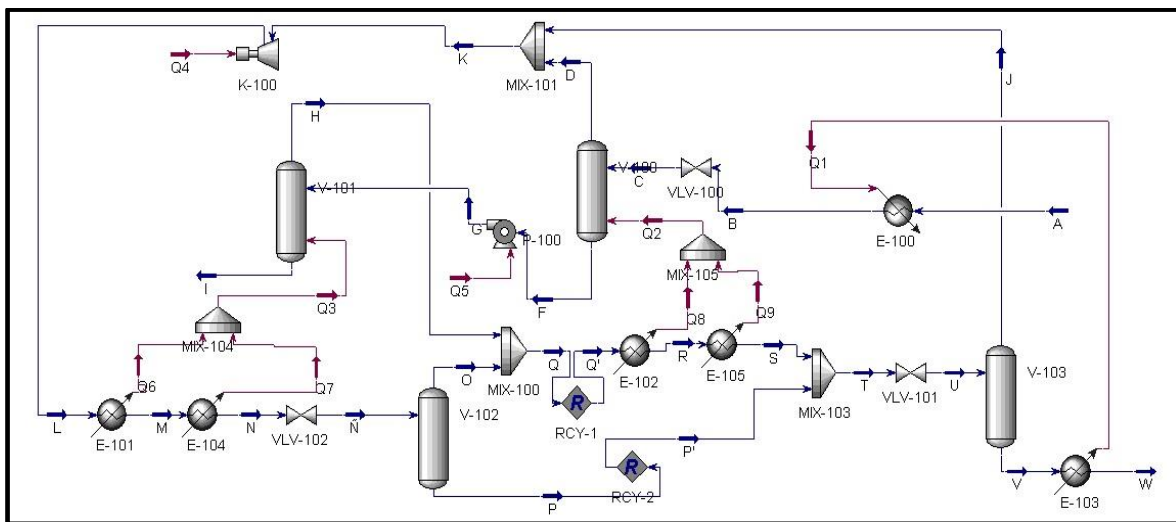 Q4
K-100
K
MIX-101
D
J
H
V-101
V-100
C
VLV-100
Q1
B
A
E-100
G
P-100
Q2
MIX-105
I
Q3
Q5
F
MIX-104
Q6
Q7
Q8
Q9
Q
Q'
R
S
O
MIX-100
E-102
E-105
T
U
V-103
L
E-101
M
E-104
N
VLV-102
Ñ
V-102
RCY-1
MIX-103
VLV-101
P'
RCY-2
P
V
E-103
W